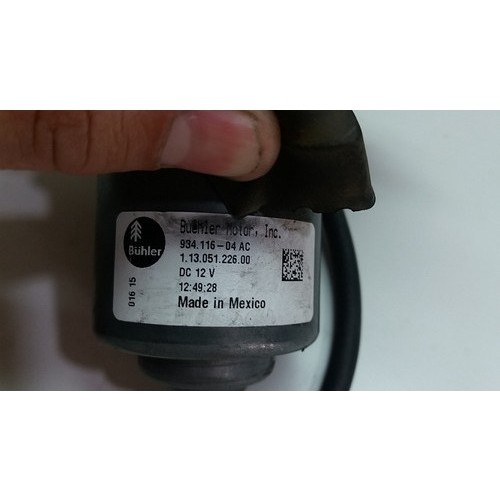 Buehler Motor, Inc.
934.116-04 AC
1.13.051.226.00
DC 12 V
12:49:28
Made in Mexico
Bühler
016 15